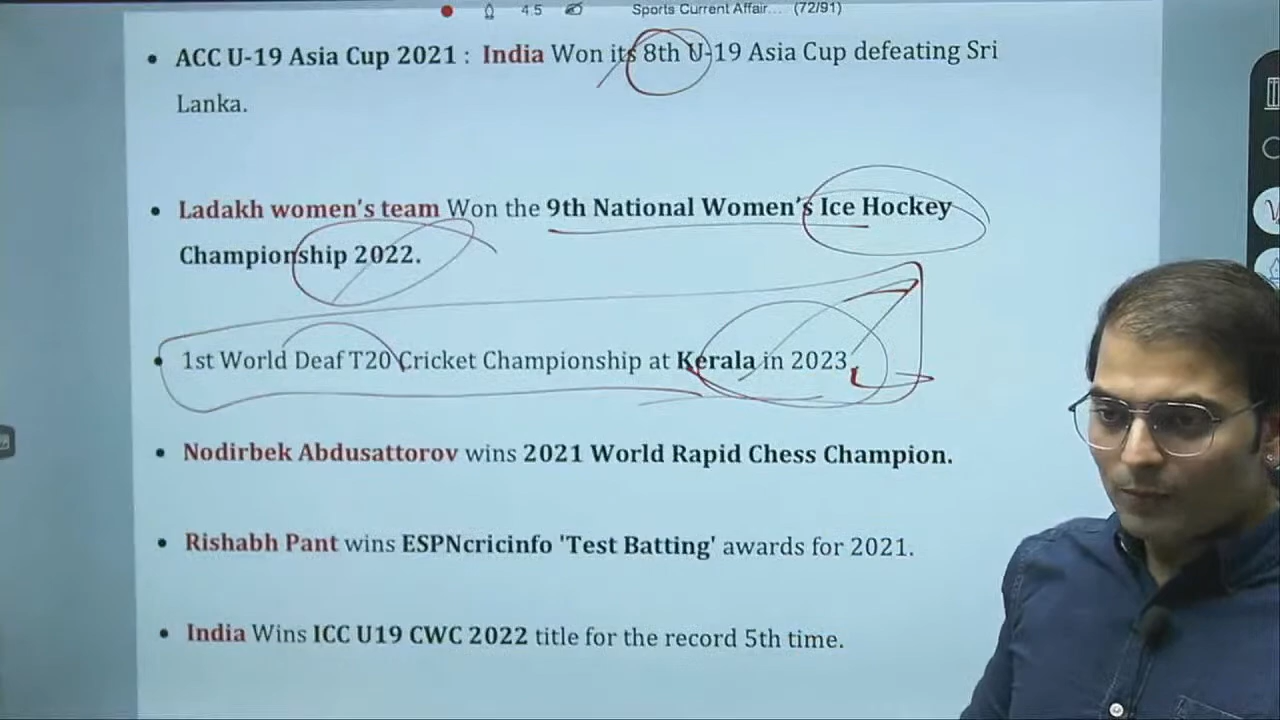 4.5 Sports Current Affair... (72/91)
• ACC U-19 Asia Cup 2021 : India Won its 8th U-19 Asia Cup defeating Sri
Lanka.
• Ladakh women's team Won the 9th National Women's Ice Hockey
Championship 2022.
• 1st World Deaf T20 Cricket Championship at Kerala in 2023.
• Nodirbek Abdusattorov wins 2021 World Rapid Chess Champion.
• Rishabh Pant wins ESPNcricinfo 'Test Batting' awards for 2021.
• India Wins ICC U19 CWC 2022 title for the record 5th time.